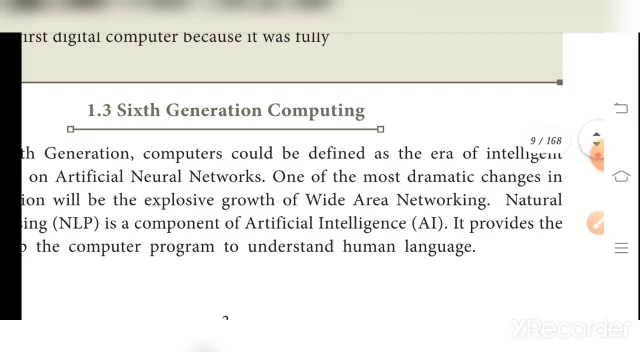 irst digital computer because it was fully
1.3 Sixth Generation Computing
9 / 168
th Generation, computers could be defined as the era of intelligent
on Artificial Neural Networks. One of the most dramatic changes in
ion will be the explosive growth of Wide Area Networking. Natural
sing (NLP) is a component of Artificial Intelligence (AI). It provides the
the computer program to understand human language.
XRecorder